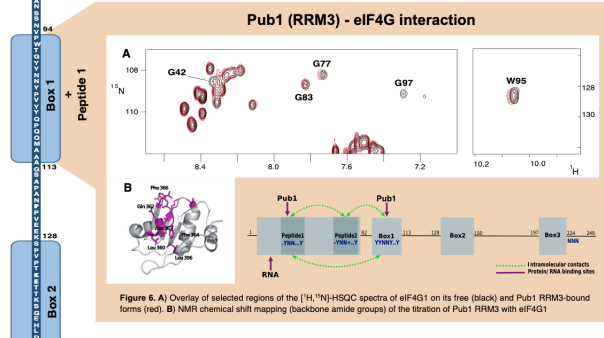 Pub1 (RRM3) - eIF4G interaction
ANSSNVPWTGYYNNYPVYYQPQQMAAAGSAPANPVEKSPVPTEETTKSGEHLD
94
Box 1
+
Peptide 1
113
128
Box 2
A
108
¹⁵N
110
G42
G77
G83
G97
8.4
8.0
7.6
7.2
W95
128
130
10.2
10.0
¹H
B
Phe 366
Gln 362
Leu 360
Leu 396
Pub1
Pub1
1
Peptide1
.YNN...Y
Peptide2
82
Box1
YYNNY..Y
113
128
Box2
150
197
Box3
224
249
NNN
RNA
Intramolecular contacts
Protein/ RNA binding sites
Figure 6. A) Overlay of selected regions of the [¹H,¹⁵N]-HSQC spectra of eIF4G1 on its free (black) and Pub1 RRM3-bound
forms (red). B) NMR chemical shift mapping (backbone amide groups) of the titration of Pub1 RRM3 with eIF4G1